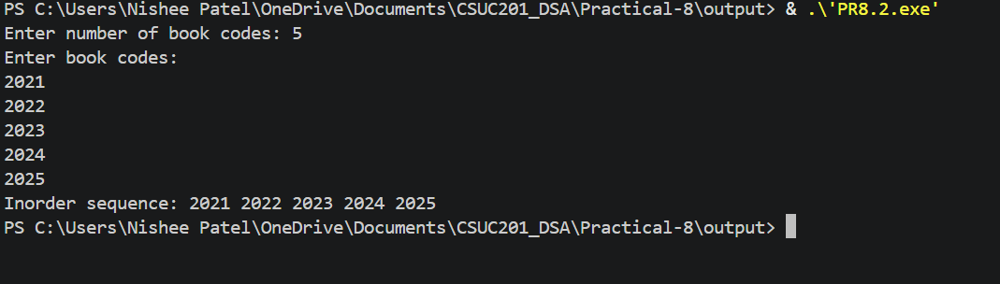 PS C:\Users\Nishee Patel\OneDrive\Documents\CSUC201_DSA\Practical-8\output> & .\'PR8.2.exe'
Enter number of book codes: 5
Enter book codes:
2021
2022
2023
2024
2025
Inorder sequence: 2021 2022 2023 2024 2025
PS C:\Users\Nishee Patel\OneDrive\Documents\CSUC201_DSA\Practical-8\output>